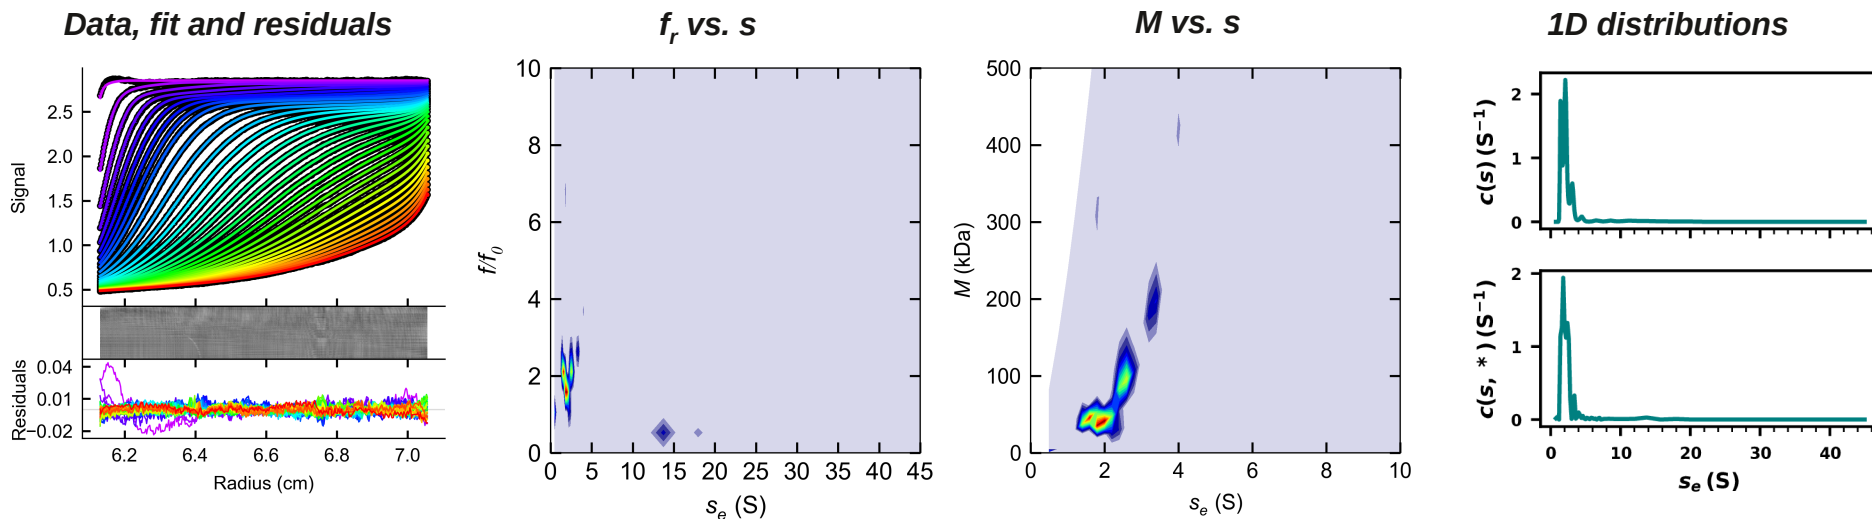 Data, fit and residuals
Signal
2.5
2.0
1.5
1.0
0.5
Residuals
0.04
0.01
−0.02
6.2
6.4
6.6
6.8
7.0
Radius (cm)
f_r vs. s
f/f_0
10
8
6
4
2
0
0 5 10 15 20 25 30 35 40 45
s_e (S)
M vs. s
M (kDa)
500
400
300
200
100
0
0 2 4 6 8 10
s_e (S)
1D distributions
c(s) (S⁻¹)
2
1
0
c(s, *) (S⁻¹)
2
1
0
0 20 40
s_e (S)